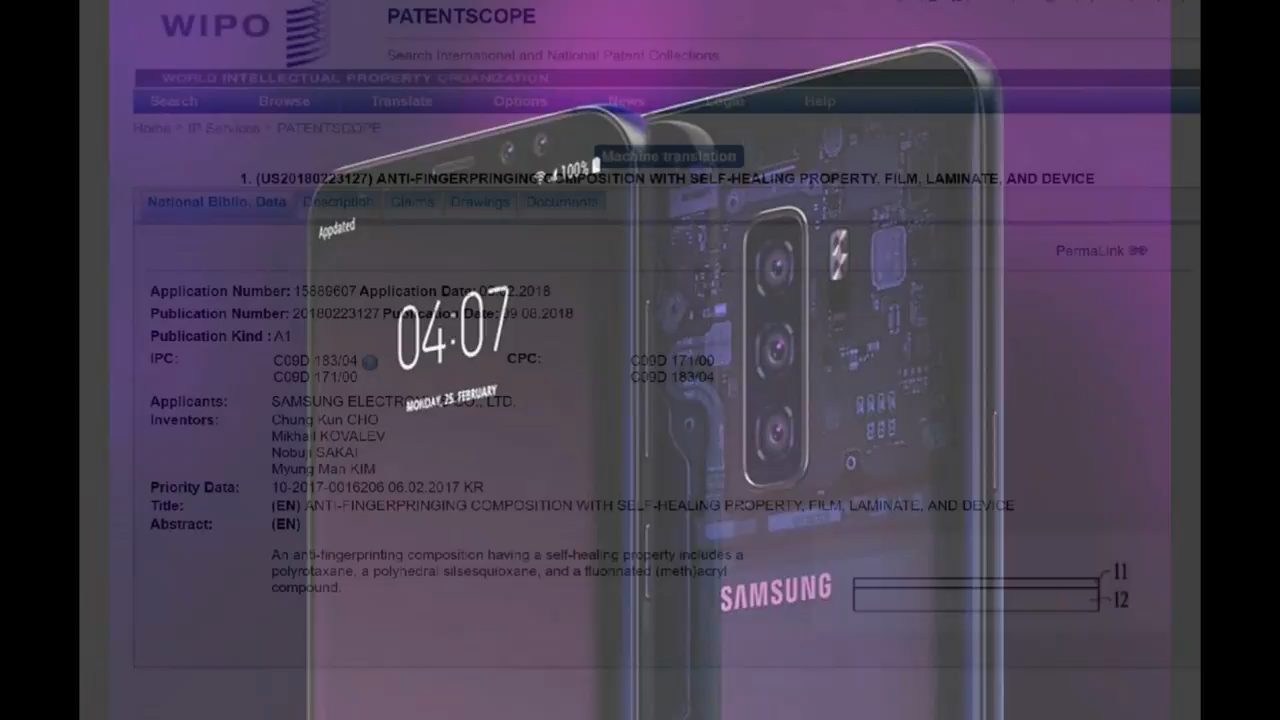 WIPO
PATENTSCOPE
Search International and National Patent Collections
WORLD INTELLECTUAL PROPERTY ORGANIZATION
Search Browse Translate Options News Login Help
Home > IP Services > PATENTSCOPE
Machine translation
100%
1. (US20180223127) ANTI-FINGERPRINGING COMPOSITION WITH SELF-HEALING PROPERTY, FILM, LAMINATE, AND DEVICE
National Biblio. Data Description Claims Drawings Documents
Appdated
PermaLink
Application Number: 15889607 Application Date: 02.2018
Publication Number: 20180223127 Publication Date: 09.08.2018
04:07
Publication Kind : A1
IPC: C09D 183/04 CPC: C09D 171/00
C09D 171/00 C09D 183/04
MONDAY, 25. FEBRUARY
Applicants: SAMSUNG ELECTRONICS CO., LTD.
Inventors: Chung Kun CHO
Mikhail KOVALEV
Nobuji SAKAI
Myung Man KIM
Priority Data: 10-2017-0016206 06.02.2017 KR
Title: (EN) ANTI-FINGERPRINGING COMPOSITION WITH SELF-HEALING PROPERTY, FILM, LAMINATE, AND DEVICE
Abstract: (EN)
An anti-fingerprinting composition having a self-healing property includes a
polyrotaxane, a polyhedral silsesquioxane, and a fluorinated (meth)acryl
compound.
SAMSUNG
11
12